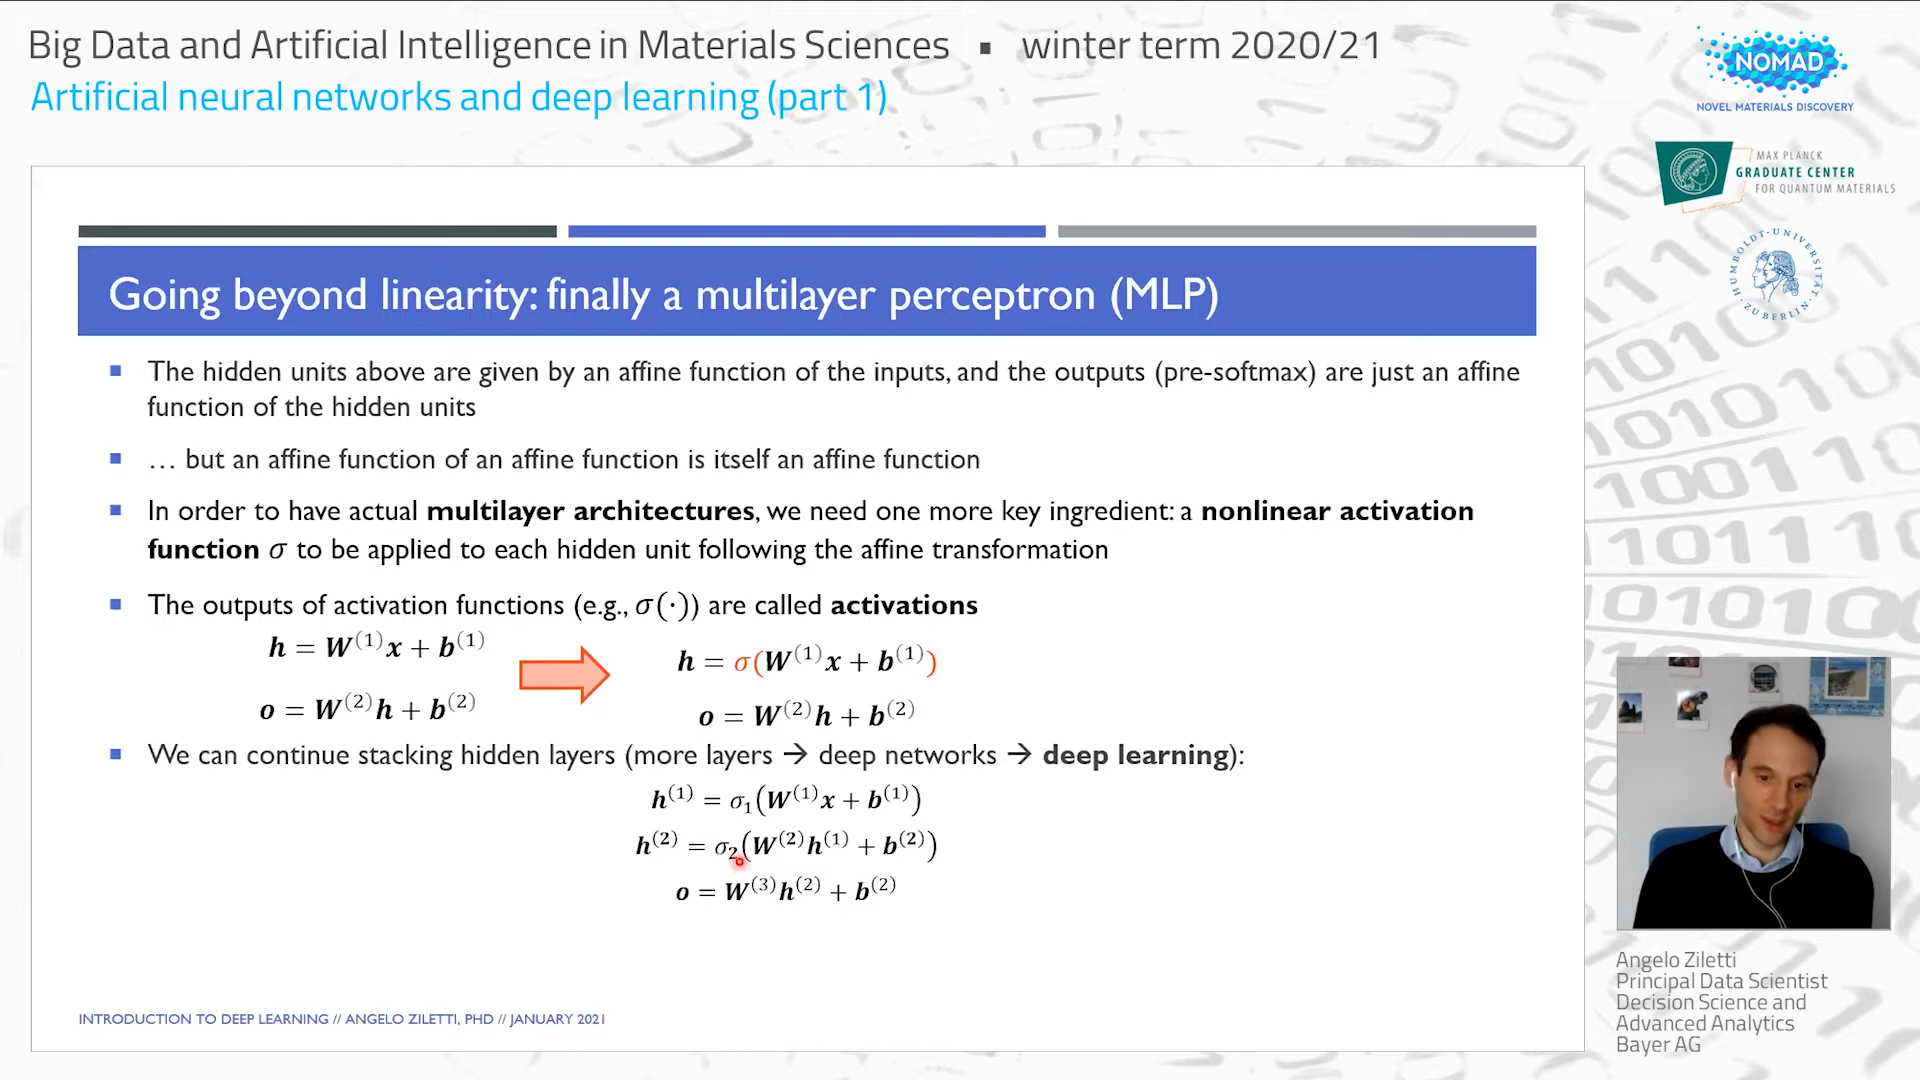 Big Data and Artificial Intelligence in Materials Sciences ▪ winter term 2020/21
Artificial neural networks and deep learning (part 1)
NOMAD
NOVEL MATERIALS DISCOVERY
MAX PLANCK
GRADUATE CENTER
FOR QUANTUM MATERIALS
HUMBOLDT-UNIVERSITÄT
ZU BERLIN
Going beyond linearity: finally a multilayer perceptron (MLP)
▪ The hidden units above are given by an affine function of the inputs, and the outputs (pre-softmax) are just an affine
function of the hidden units
▪ … but an affine function of an affine function is itself an affine function
▪ In order to have actual multilayer architectures, we need one more key ingredient: a nonlinear activation
function σ to be applied to each hidden unit following the affine transformation
▪ The outputs of activation functions (e.g., σ(·)) are called activations
h = W⁽¹⁾x + b⁽¹⁾
o = W⁽²⁾h + b⁽²⁾
h = σ(W⁽¹⁾x + b⁽¹⁾)
o = W⁽²⁾h + b⁽²⁾
▪ We can continue stacking hidden layers (more layers → deep networks → deep learning):
h⁽¹⁾ = σ₁(W⁽¹⁾x + b⁽¹⁾)
h⁽²⁾ = σ₂(W⁽²⁾h⁽¹⁾ + b⁽²⁾)
o = W⁽³⁾h⁽²⁾ + b⁽²⁾
INTRODUCTION TO DEEP LEARNING // ANGELO ZILETTI, PHD // JANUARY 2021
Angelo Ziletti
Principal Data Scientist
Decision Science and
Advanced Analytics
Bayer AG